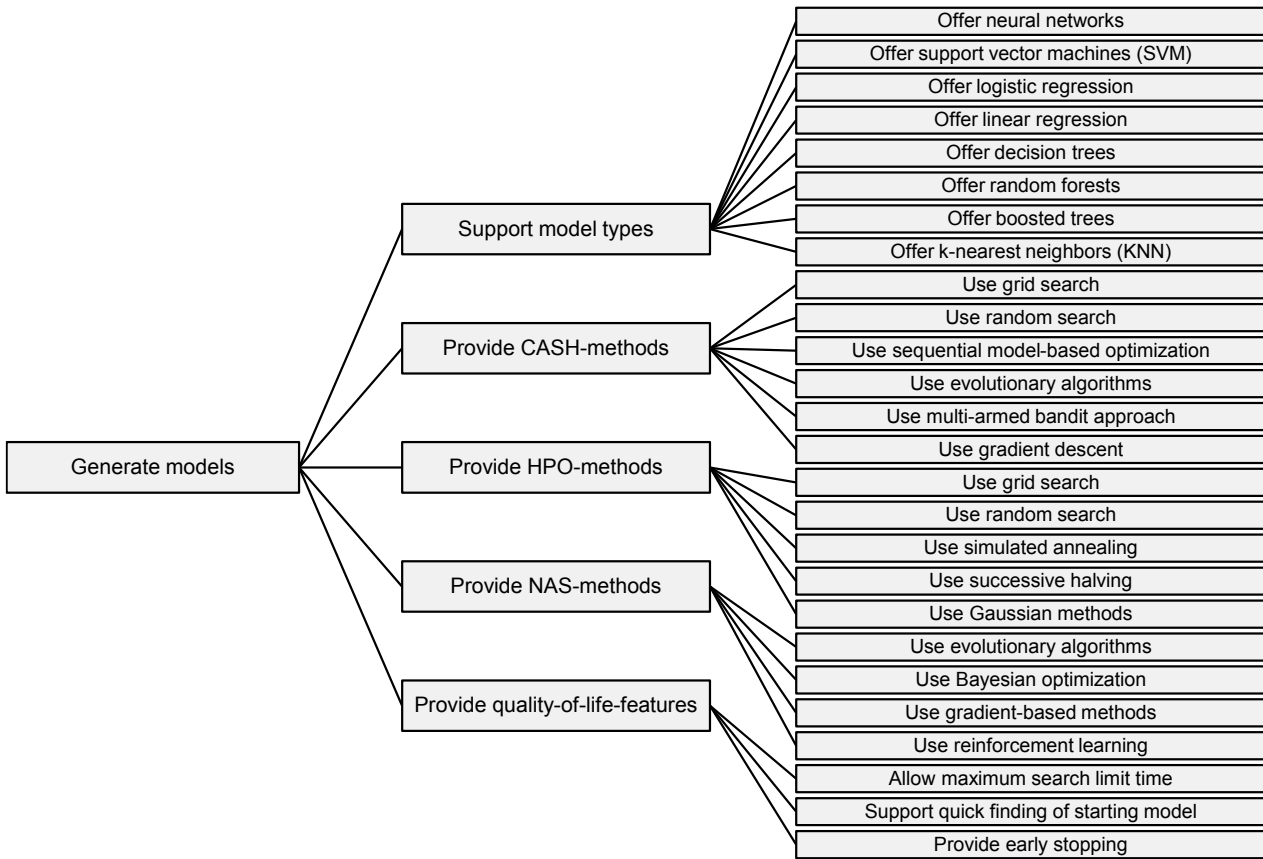 Generate models
Support model types
Offer neural networks
Offer support vector machines (SVM)
Offer logistic regression
Offer linear regression
Offer decision trees
Offer random forests
Offer boosted trees
Offer k-nearest neighbors (KNN)
Provide CASH-methods
Use grid search
Use random search
Use sequential model-based optimization
Use evolutionary algorithms
Use multi-armed bandit approach
Use gradient descent
Provide HPO-methods
Use grid search
Use random search
Use simulated annealing
Use successive halving
Use Gaussian methods
Provide NAS-methods
Use evolutionary algorithms
Use Bayesian optimization
Use gradient-based methods
Use reinforcement learning
Provide quality-of-life-features
Allow maximum search limit time
Support quick finding of starting model
Provide early stopping